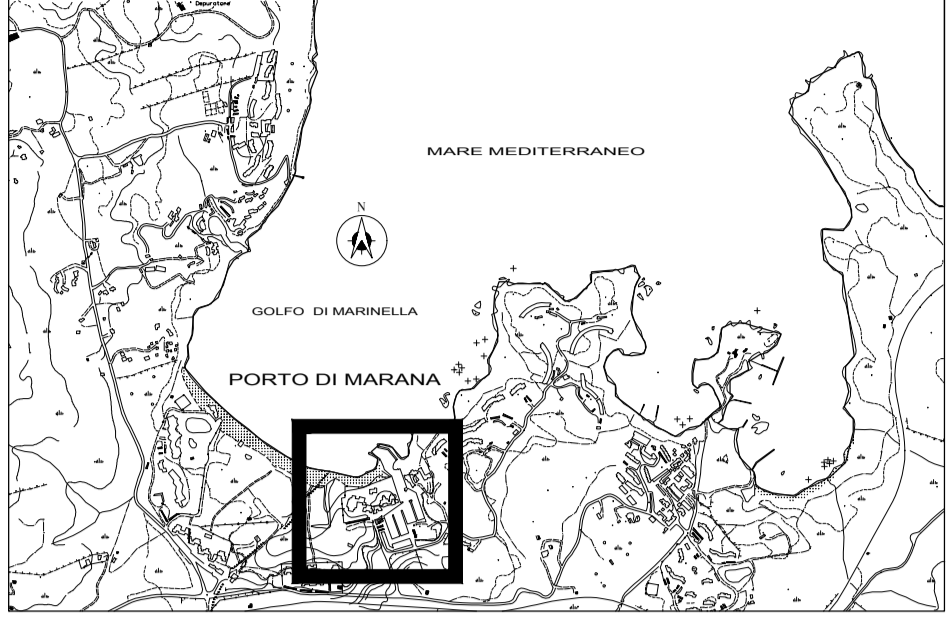 Depuratore
MARE MEDITERRANEO
N
GOLFO DI MARINELLA
PORTO DI MARANA